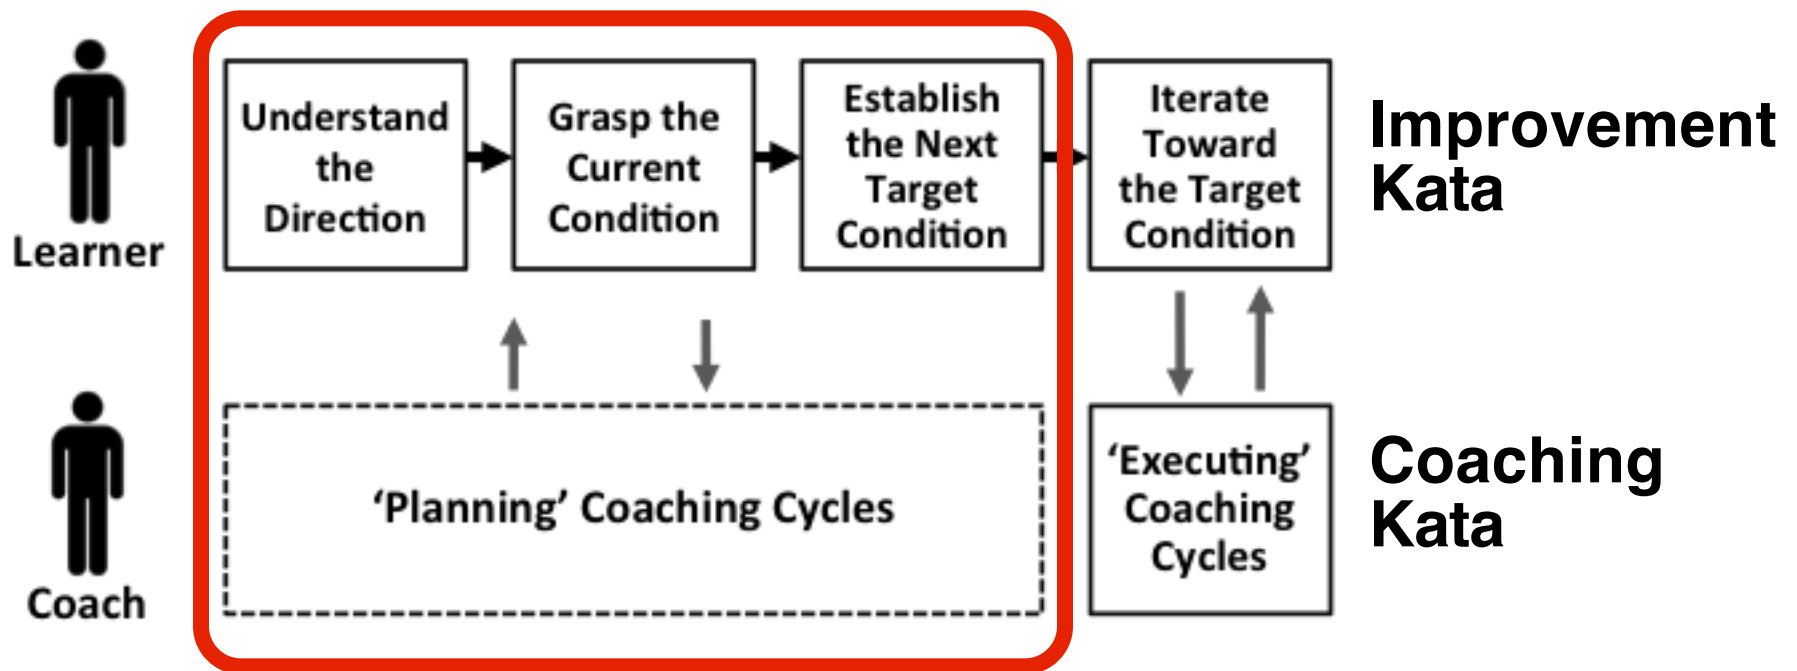 Learner
Understand
the
Direction
Grasp the
Current
Condition
Establish
the Next
Target
Condition
Iterate
Toward
the Target
Condition
Improvement
Kata
Coach
‘Planning’ Coaching Cycles
‘Executing’
Coaching
Cycles
Coaching
Kata